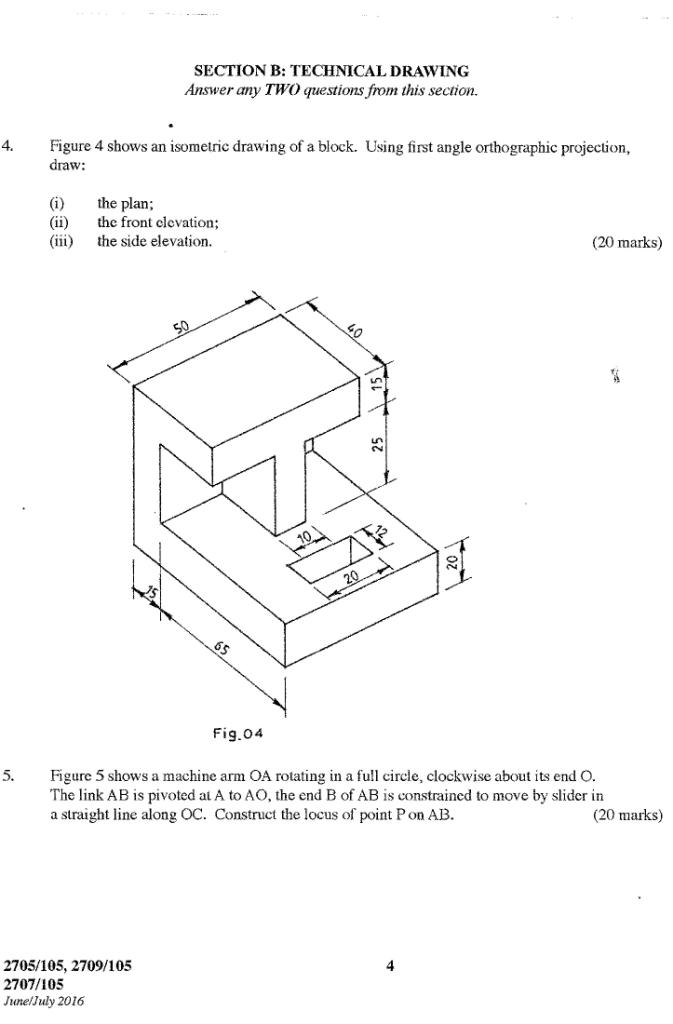 SECTION B: TECHNICAL DRAWING
Answer any TWO questions from this section.
4. Figure 4 shows an isometric drawing of a block. Using first angle orthographic projection,
draw:
(i) the plan;
(ii) the front elevation;
(iii) the side elevation. (20 marks)
50
40
15
25
10
12
20
20
15
65
Fig.04
5. Figure 5 shows a machine arm OA rotating in a full circle, clockwise about its end O.
The link AB is pivoted at A to AO, the end B of AB is constrained to move by slider in
a straight line along OC. Construct the locus of point P on AB. (20 marks)
2705/105, 2709/105
4
2707/105
June/July 2016